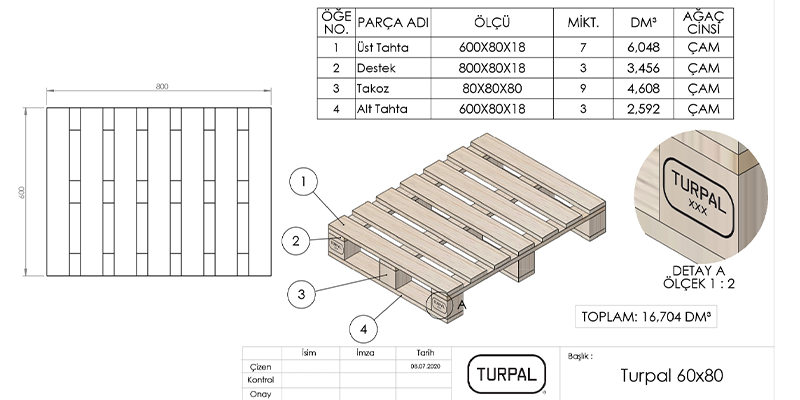 ÖĞE NO. PARÇA ADI ÖLÇÜ MİKT. DM³ AĞAÇ CİNSİ
1 Üst Tahta 600X80X18 7 6,048 ÇAM
2 Destek 800X80X18 3 3,456 ÇAM
3 Takoz 80X80X80 9 4,608 ÇAM
4 Alt Tahta 600X80X18 3 2,592 ÇAM
800
600
1
2
3
4
A
TURPAL
XXX
DETAY A
ÖLÇEK 1 : 2
TOPLAM: 16,704 DM³
İsim İmza Tarih
Çizen 08.07.2020
Kontrol
Onay
TURPAL
Başlık :
Turpal 60x80